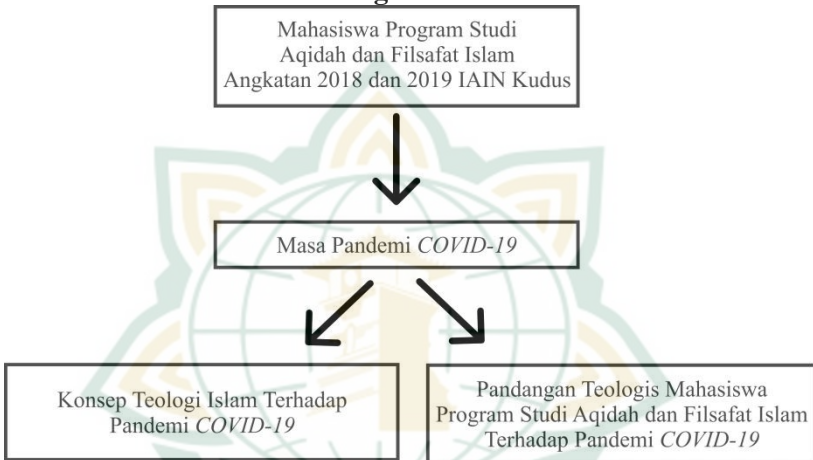 Mahasiswa Program Studi
Aqidah dan Filsafat Islam
Angkatan 2018 dan 2019 IAIN Kudus
Masa Pandemi COVID-19
Konsep Teologi Islam Terhadap
Pandemi COVID-19
Pandangan Teologis Mahasiswa
Program Studi Aqidah dan Filsafat Islam
Terhadap Pandemi COVID-19